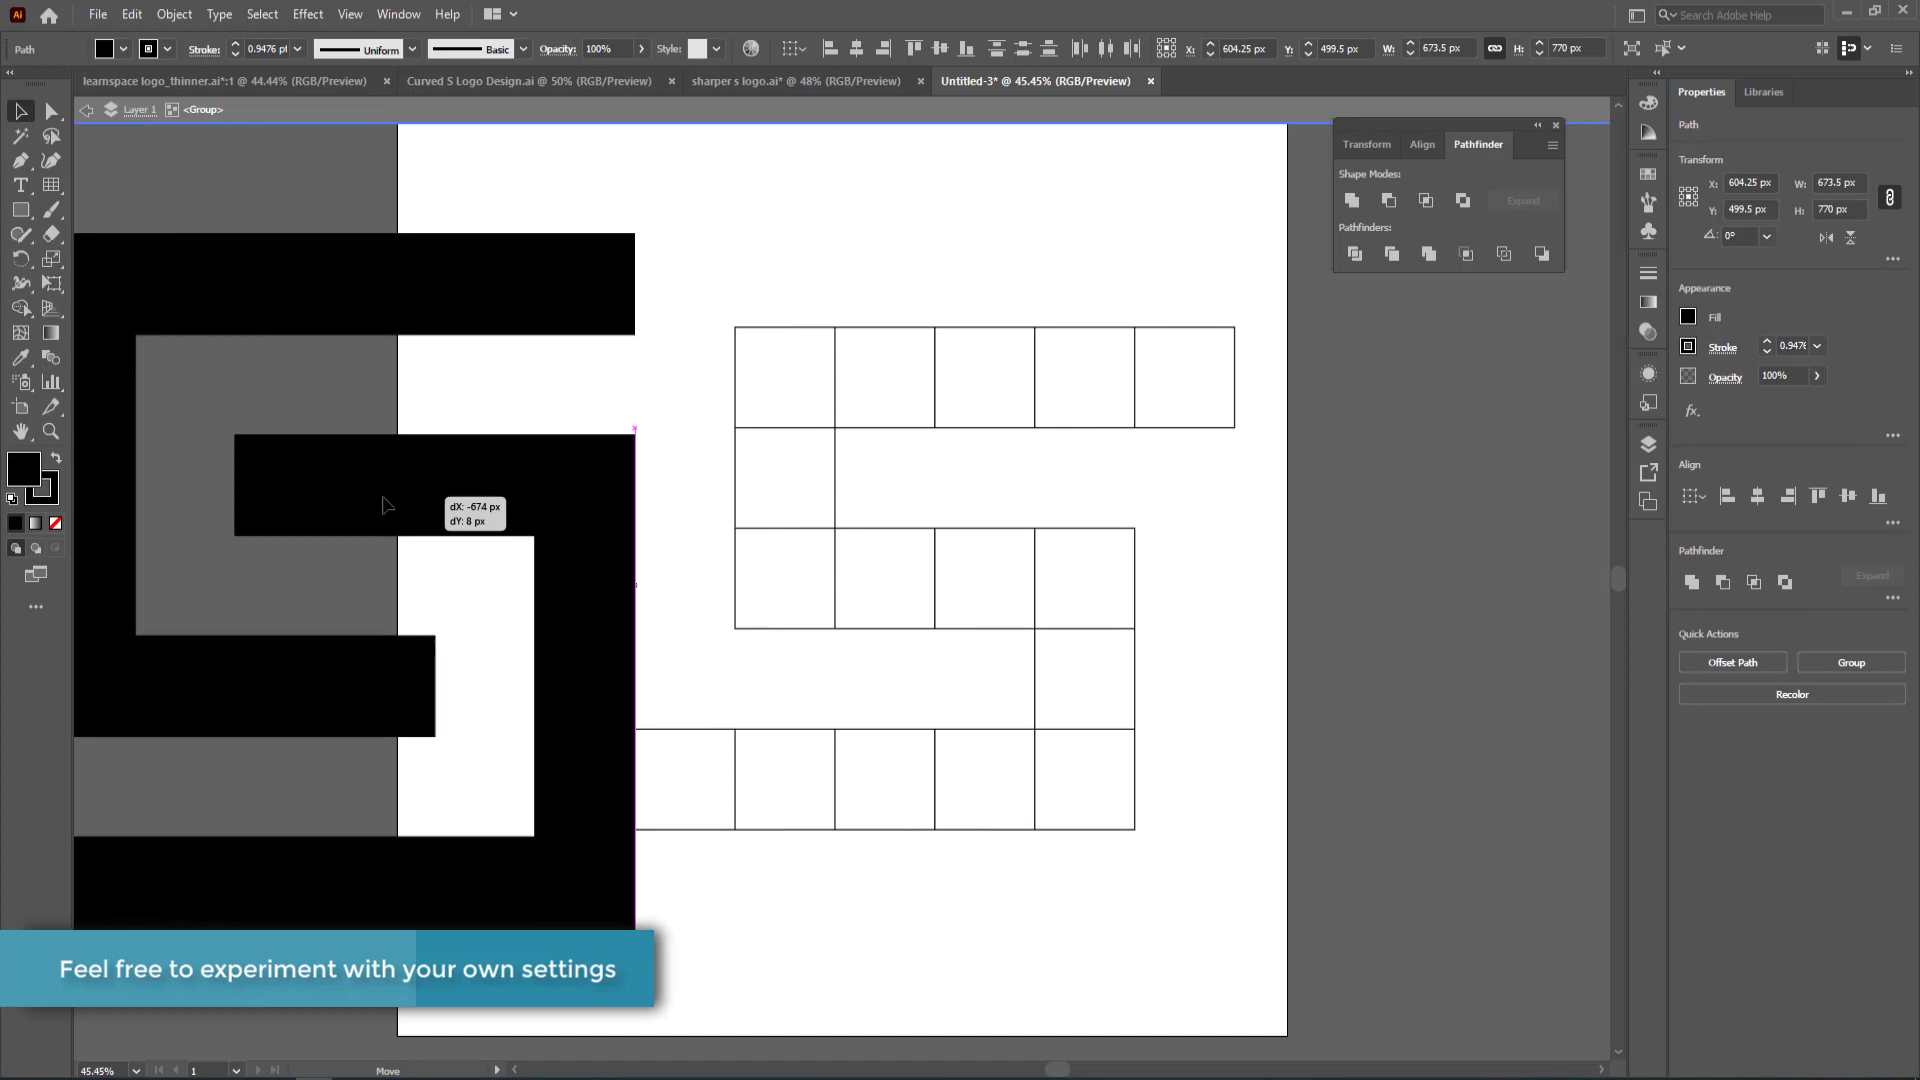 Ai File Edit Object Type Select Effect View Window Help Search Adobe Help
Path Stroke: 0.9476 pt Uniform Basic Opacity: 100% Style: X: 604.25 px Y: 499.5 px W: 673.5 px H: 770 px
learnspace logo_thinner.ai*:1 @ 44.44% (RGB/Preview) × Curved S Logo Design.ai @ 50% (RGB/Preview) × sharper s logo.ai* @ 48% (RGB/Preview) × Untitled-3* @ 45.45% (RGB/Preview) ×
Layer 1 <Group>
Transform Align Pathfinder
Shape Modes:
Expand
Pathfinders:
dX: -674 px
dY: 8 px
Properties Libraries
Path
Transform
X: 604.25 px W: 673.5 px
Y: 499.5 px H: 770 px
0°
Appearance
Fill
Stroke 0.9476
Opacity 100%
fx.
Align
Pathfinder
Expand
Quick Actions
Offset Path Group
Recolor
Feel free to experiment with your own settings
45.45% 1 Move